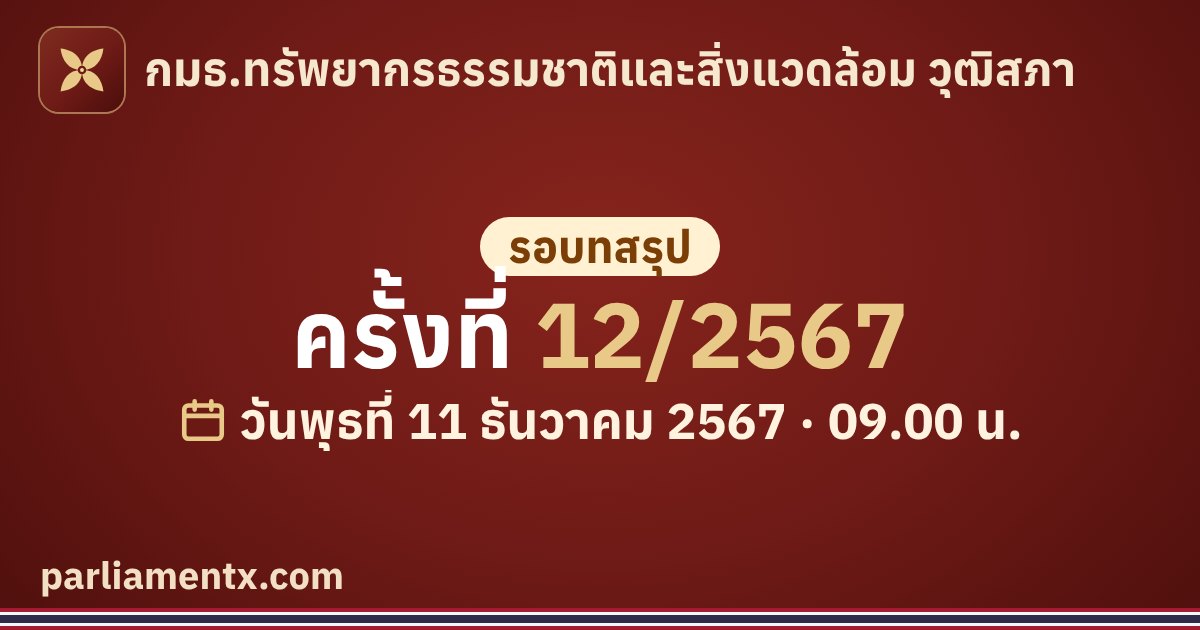 กมธ.ทรัพยากรธรรมชาติและสิ่งแวดล้อม วุฒิสภา
รอบทสรุป
ครั้งที่ 12/2567
วันพุธที่ 11 ธันวาคม 2567 · 09.00 น.
parliamentx.com